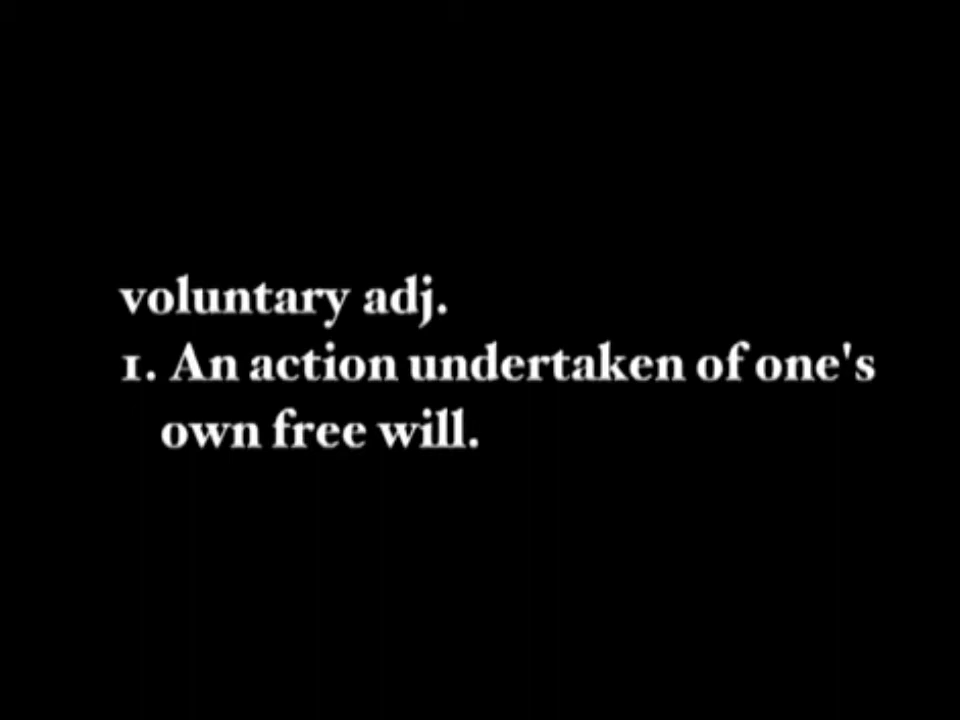 voluntary adj.
1. An action undertaken of one's
own free will.